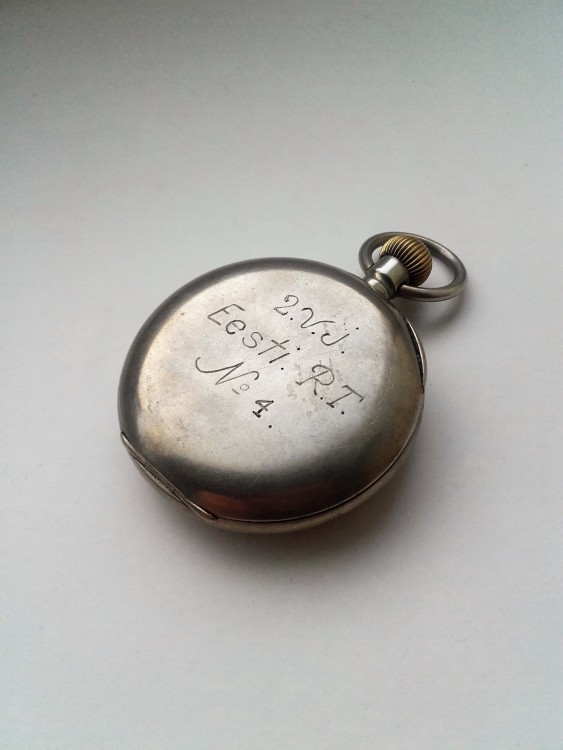 2.V.J.
Eesti. R.T.
No 4.